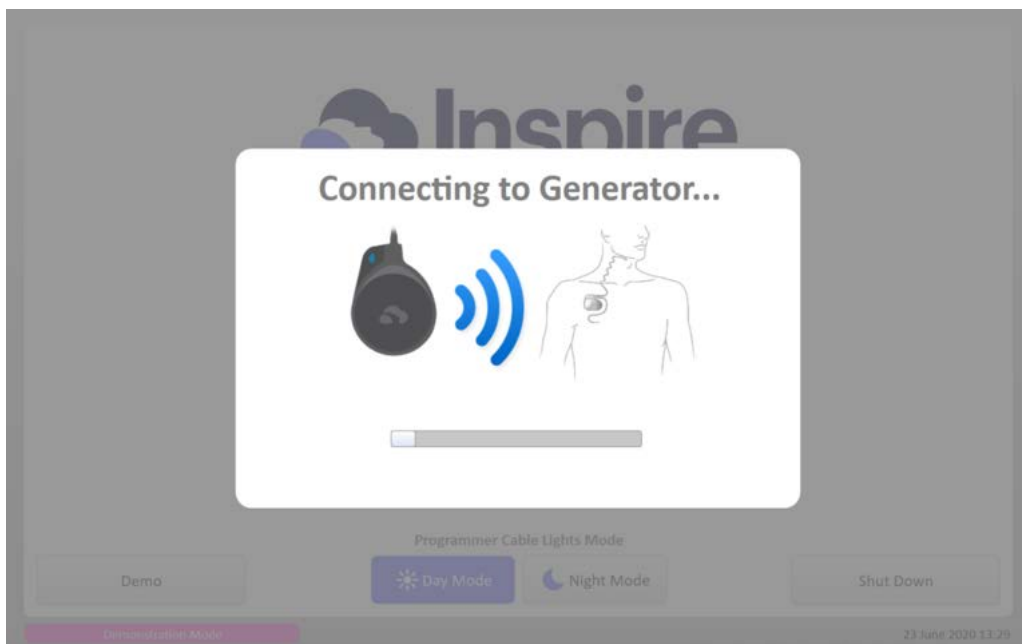 Inspire
Connecting to Generator...
Programmer Cable Lights Mode
Demo
Day Mode
Night Mode
Shut Down
Demonstration Mode
23 June 2020 13:29